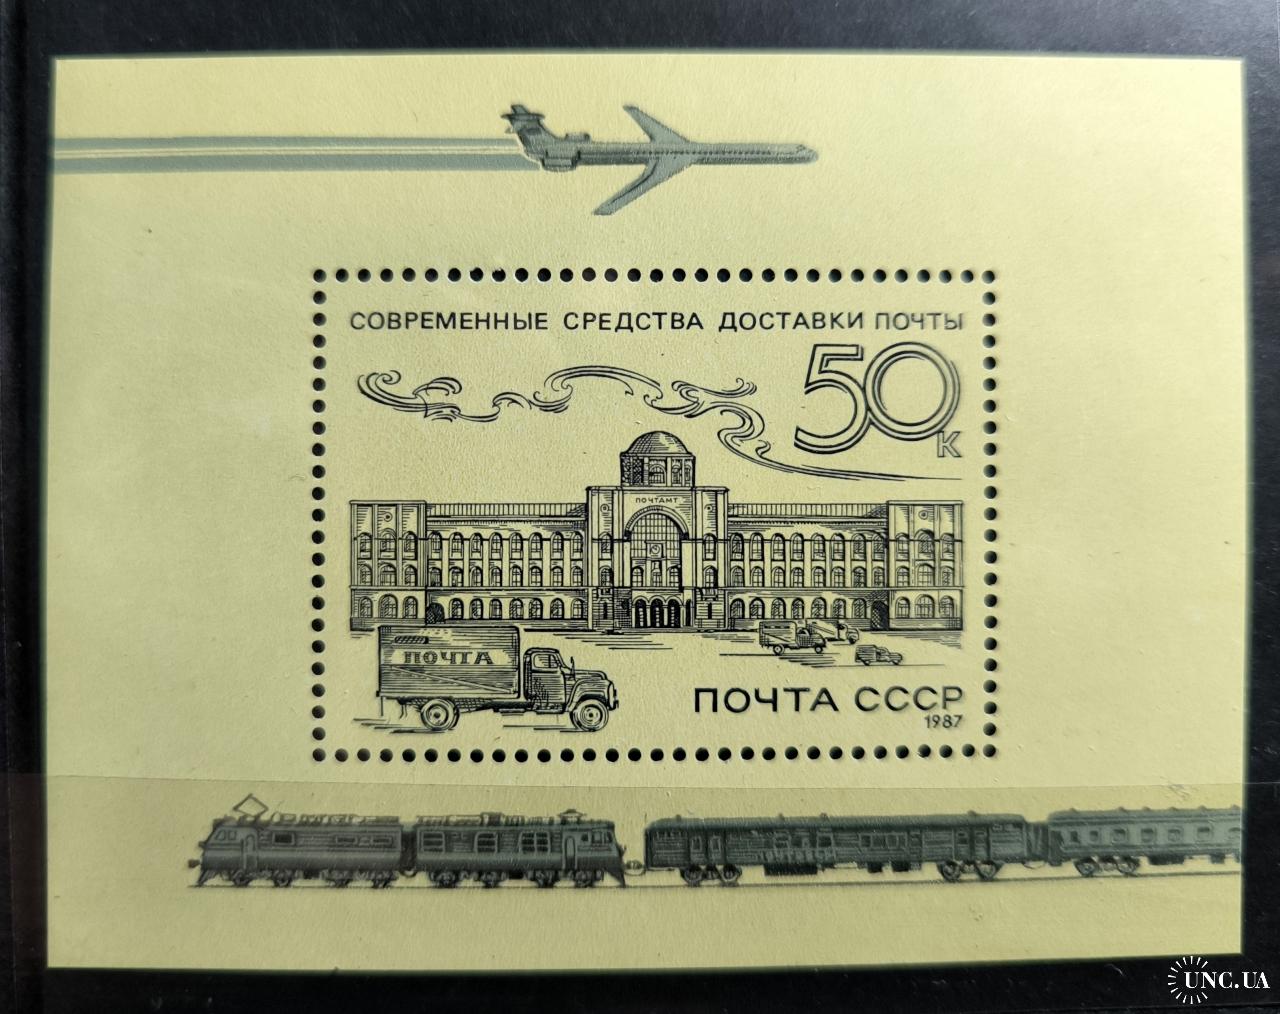 СОВРЕМЕННЫЕ СРЕДСТВА ДОСТАВКИ ПОЧТЫ
50
к
ПОЧТАМТ
ПОЧТА
ПОЧТА СССР
1987
UNC.UA